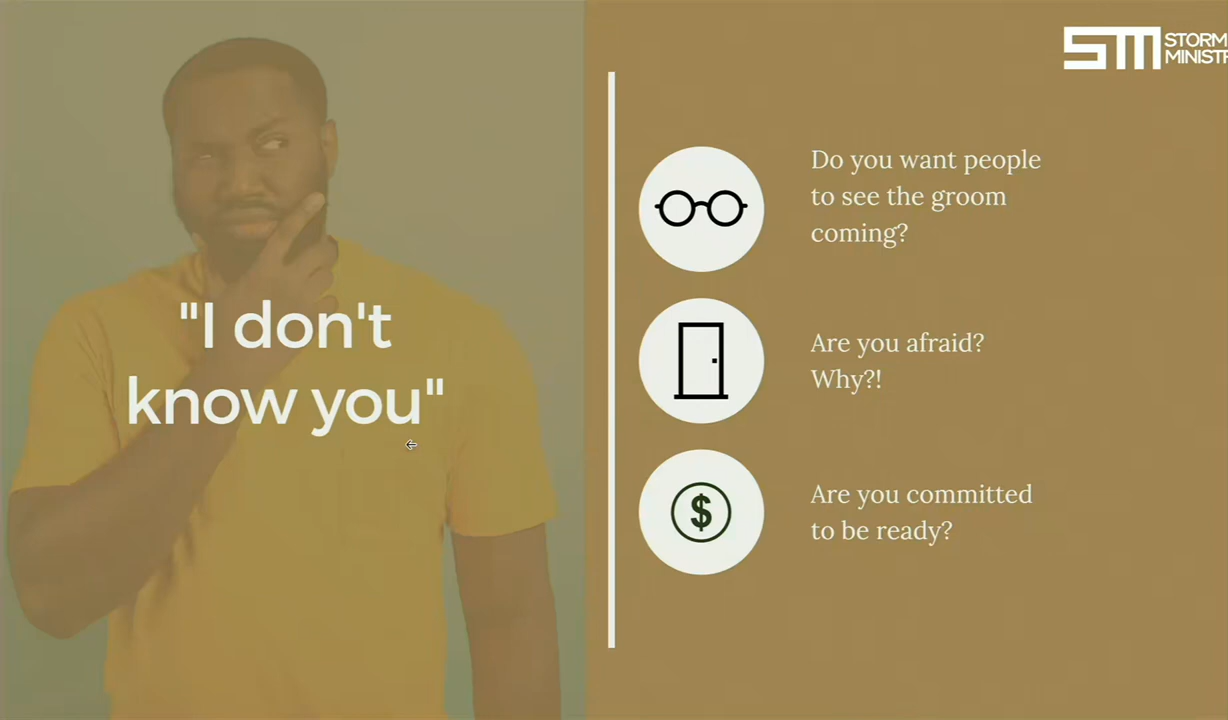 "I don't
know you"
STORM
Do you want people
to see the groom
coming?
Are you afraid?
Why?!
Are you committed
to be ready?
$